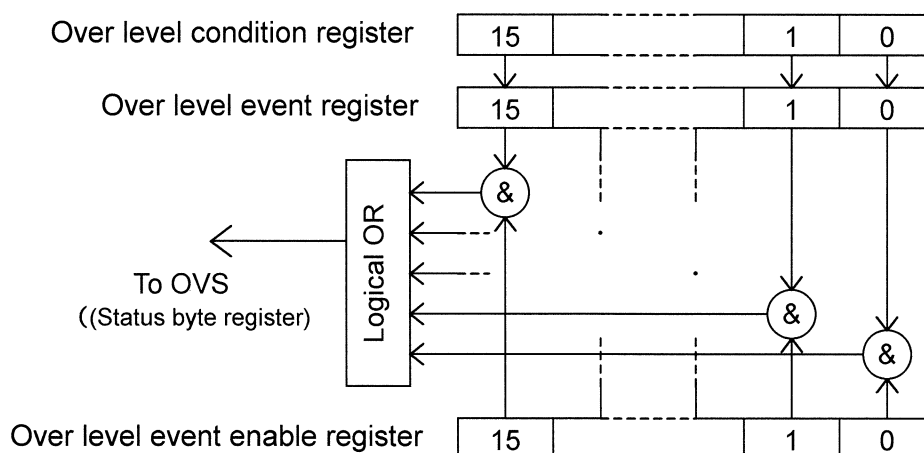 Over level condition register 15 1 0
Over level event register 15 1 0
&
Logical OR
To OVS
((Status byte register)
&
&
Over level event enable register 15 1 0